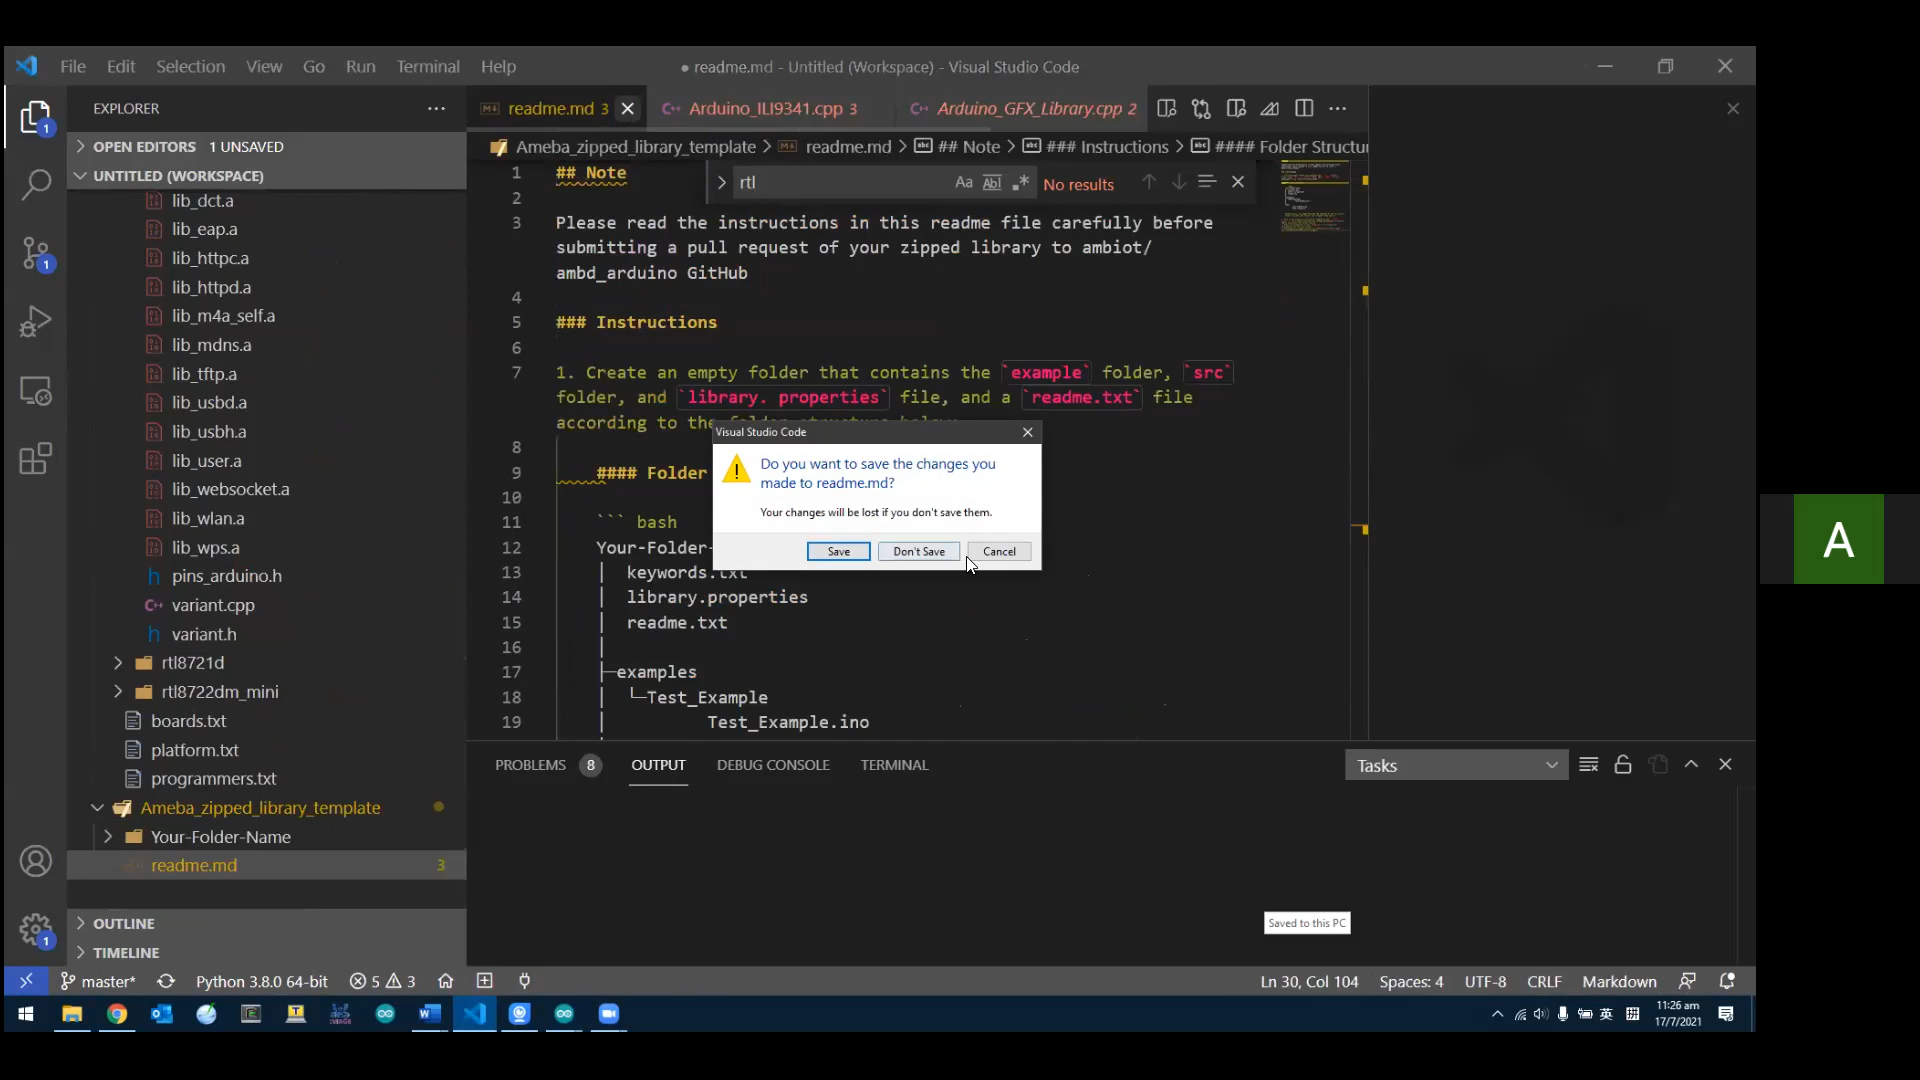 File Edit Selection View Go Run Terminal Help
● readme.md - Untitled (Workspace) - Visual Studio Code
EXPLORER
readme.md 3
Arduino_ILI9341.cpp 3
Arduino_GFX_Library.cpp 2
OPEN EDITORS 1 UNSAVED
UNTITLED (WORKSPACE)
lib_dct.a
lib_eap.a
lib_httpc.a
lib_httpd.a
lib_m4a_self.a
lib_mdns.a
lib_tftp.a
lib_usbd.a
lib_usbh.a
lib_user.a
lib_websocket.a
lib_wlan.a
lib_wps.a
pins_arduino.h
variant.cpp
variant.h
rtl8721d
rtl8722dm_mini
boards.txt
platform.txt
programmers.txt
Ameba_zipped_library_template
Your-Folder-Name
readme.md 3
OUTLINE
TIMELINE
Ameba_zipped_library_template > readme.md > ## Note > ### Instructions > #### Folder Structu
rtl
Aa Abl .* No results
1 ## Note
2
3 Please read the instructions in this readme file carefully before
submitting a pull request of your zipped library to ambiot/
ambd_arduino GitHub
4
5 ### Instructions
6
7 1. Create an empty folder that contains the `example` folder, `src`
folder, and `library. properties` file, and a `readme.txt` file
according to the folder structure below
8
9 #### Folder
10
11 ``` bash
12 Your-Folder-
13 │ keywords.txt
14 │ library.properties
15 │ readme.txt
16 │
17 ├─examples
18 │ └─Test_Example
19 │ Test_Example.ino
Visual Studio Code
Do you want to save the changes you
made to readme.md?
Your changes will be lost if you don't save them.
Save Don't Save Cancel
PROBLEMS 8 OUTPUT DEBUG CONSOLE TERMINAL
Tasks
Saved to this PC
master* Python 3.8.0 64-bit 5 3
Ln 30, Col 104 Spaces: 4 UTF-8 CRLF Markdown
英 拼
11:26 am
17/7/2021
A